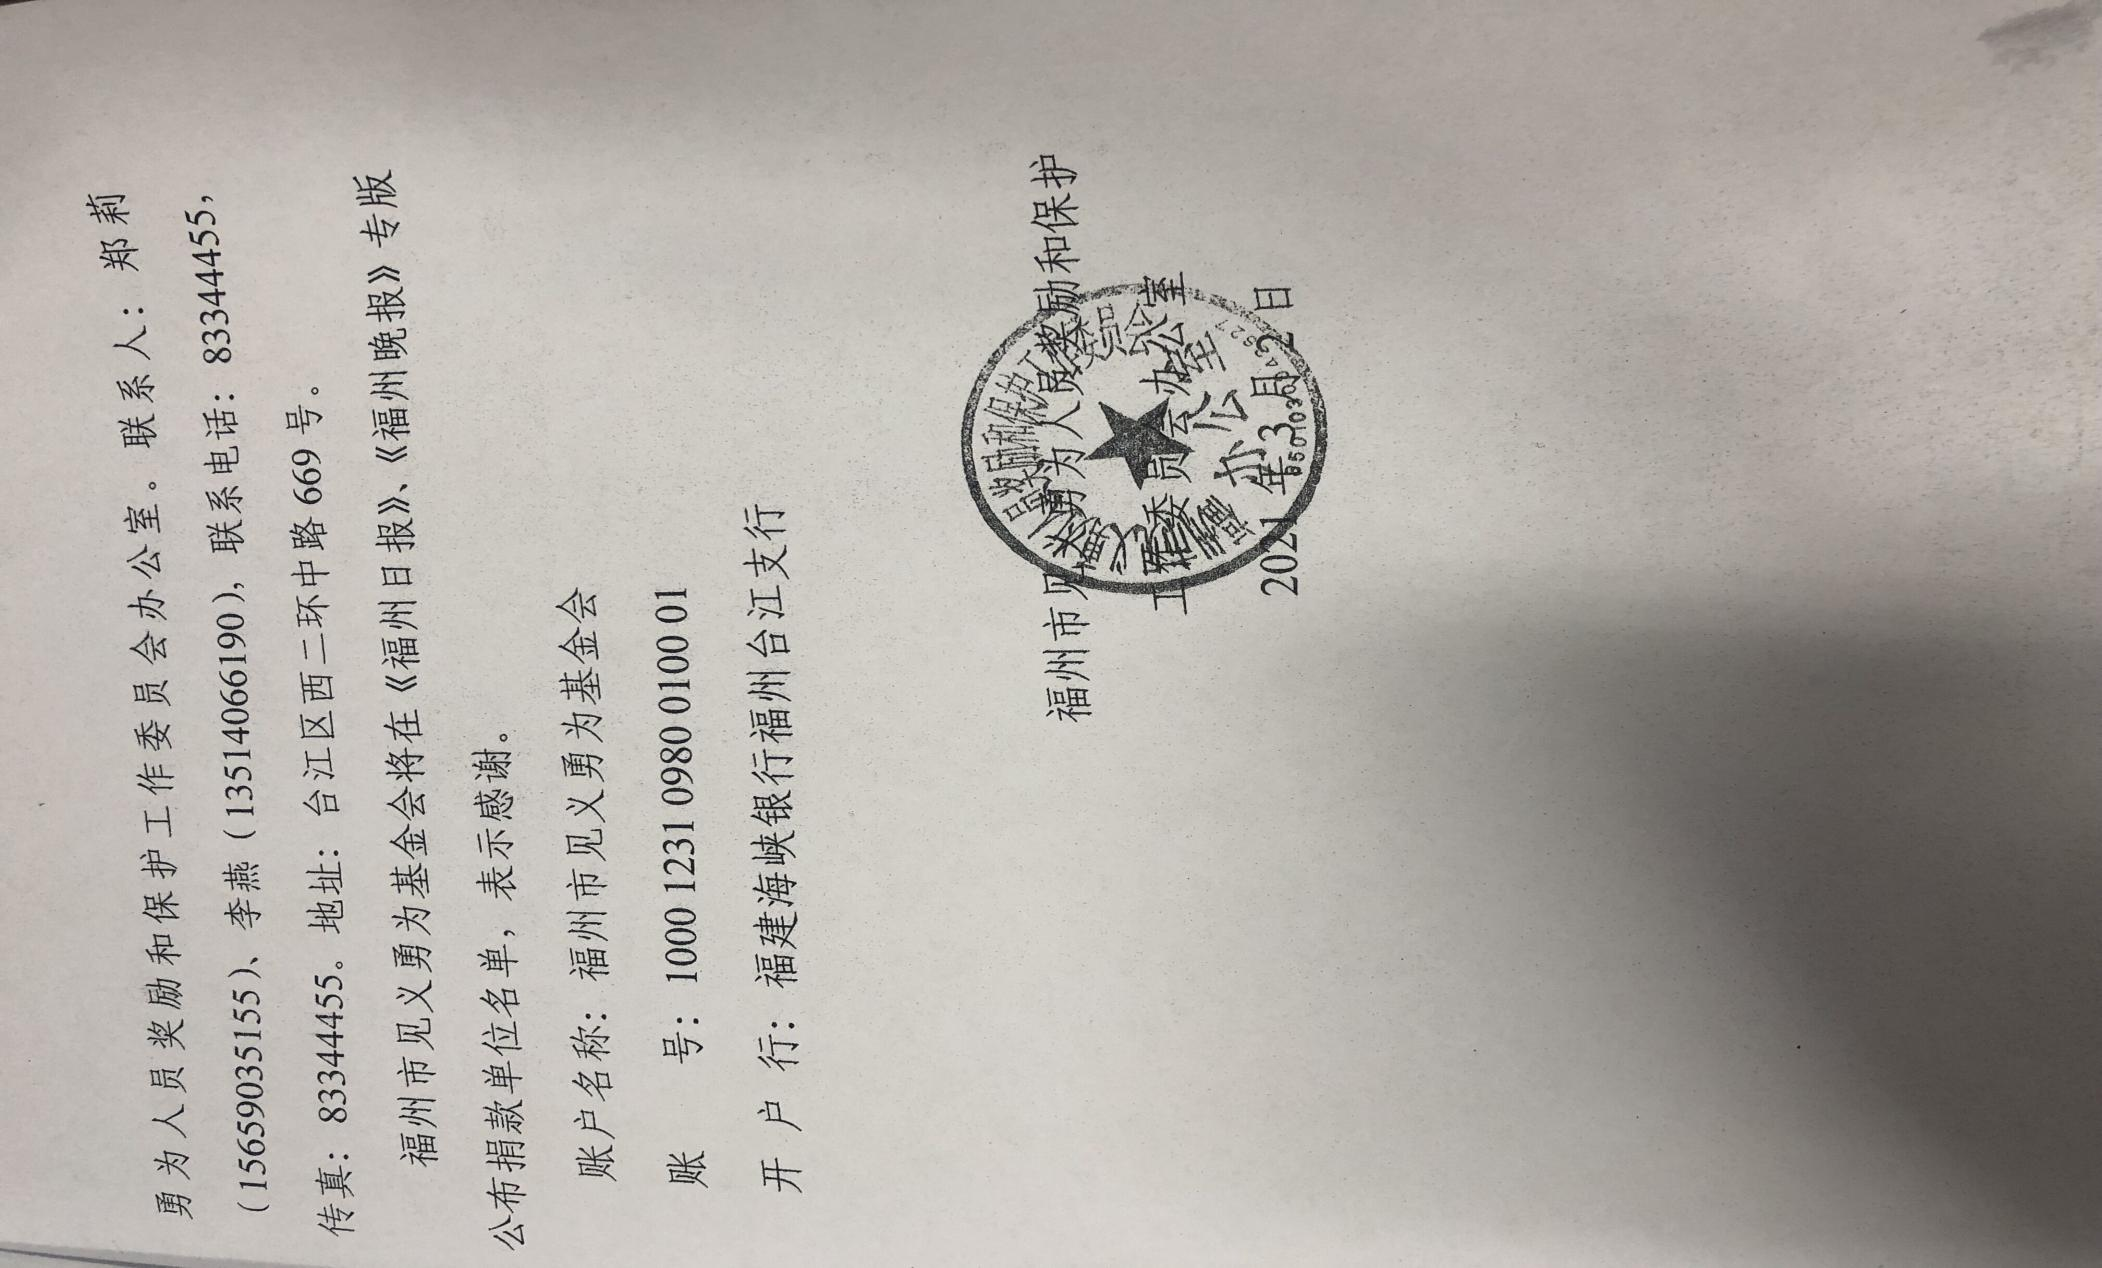 勇为人员奖励和保护工作委员会办公室。联系人：郑莉
（15659035155）、李燕（13514066190），联系电话：83344455，
传真：83344455。地址：台江区西二环中路669号。
福州市见义勇为基金会将在《福州日报》、《福州晚报》专版
公布捐款单位名单，表示感谢。
账户名称：福州市见义勇为基金会
账 号：1000 1231 0980 0100 01
开 户 行：福建海峡银行福州台江支行
福州市见义勇为人员奖励和保护
工作委员会办公室
2021年3月2日
办公室